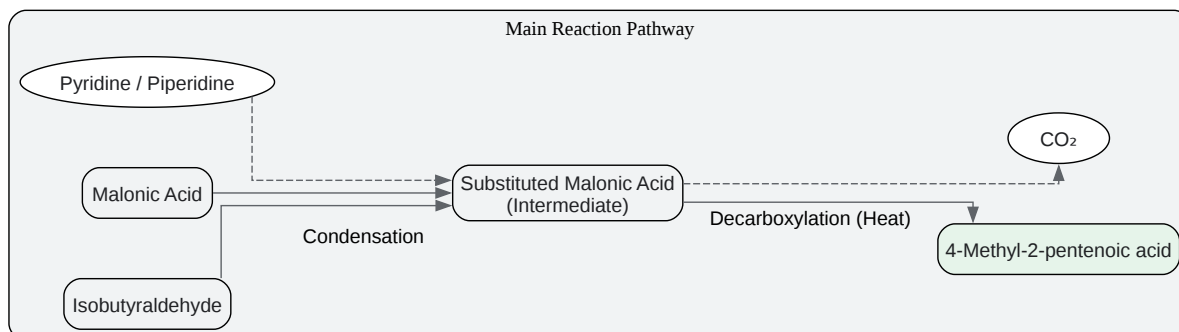 Main Reaction Pathway
Pyridine / Piperidine
CO₂
Malonic Acid
Substituted Malonic Acid
(Intermediate)
Condensation
Decarboxylation (Heat)
4-Methyl-2-pentenoic acid
Isobutyraldehyde